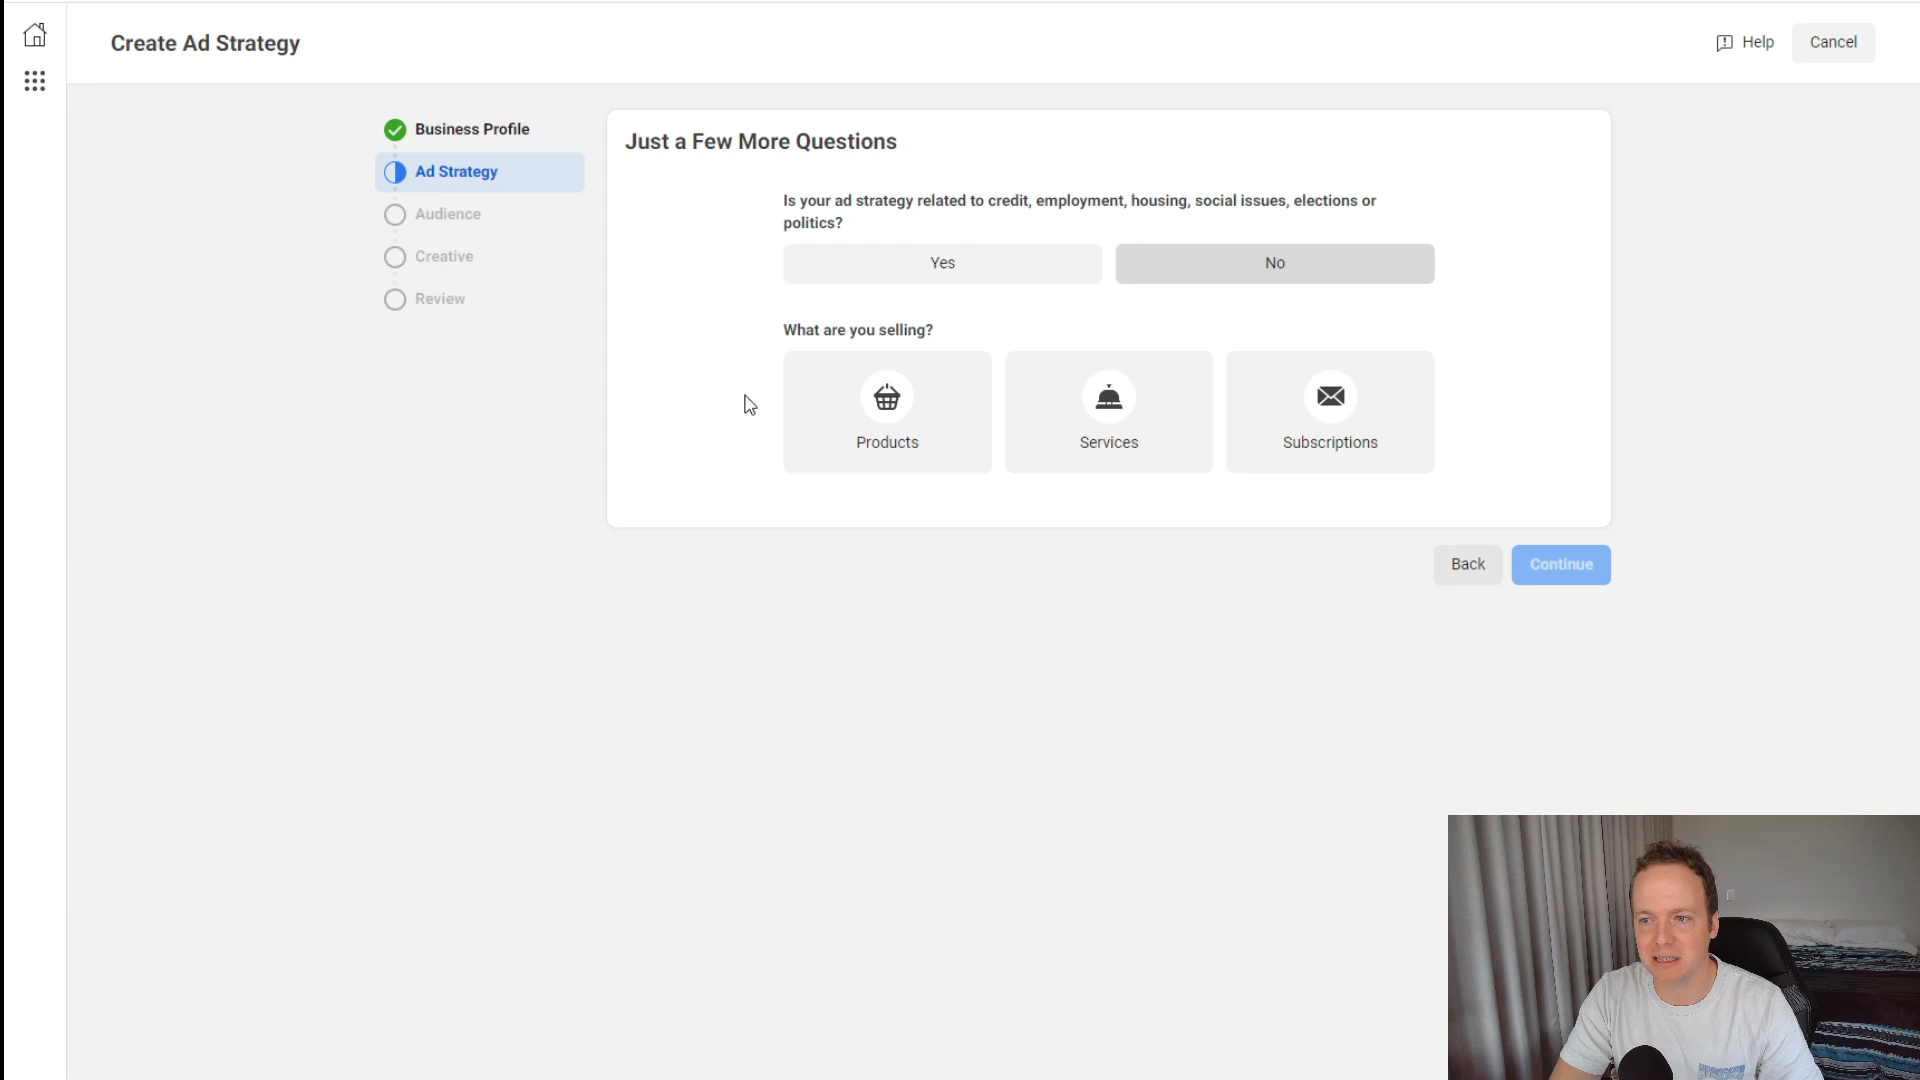 Create Ad Strategy
Help
Cancel
Business Profile
Ad Strategy
Audience
Creative
Review
Just a Few More Questions
Is your ad strategy related to credit, employment, housing, social issues, elections or
politics?
Yes
No
What are you selling?
Products
Services
Subscriptions
Back
Continue